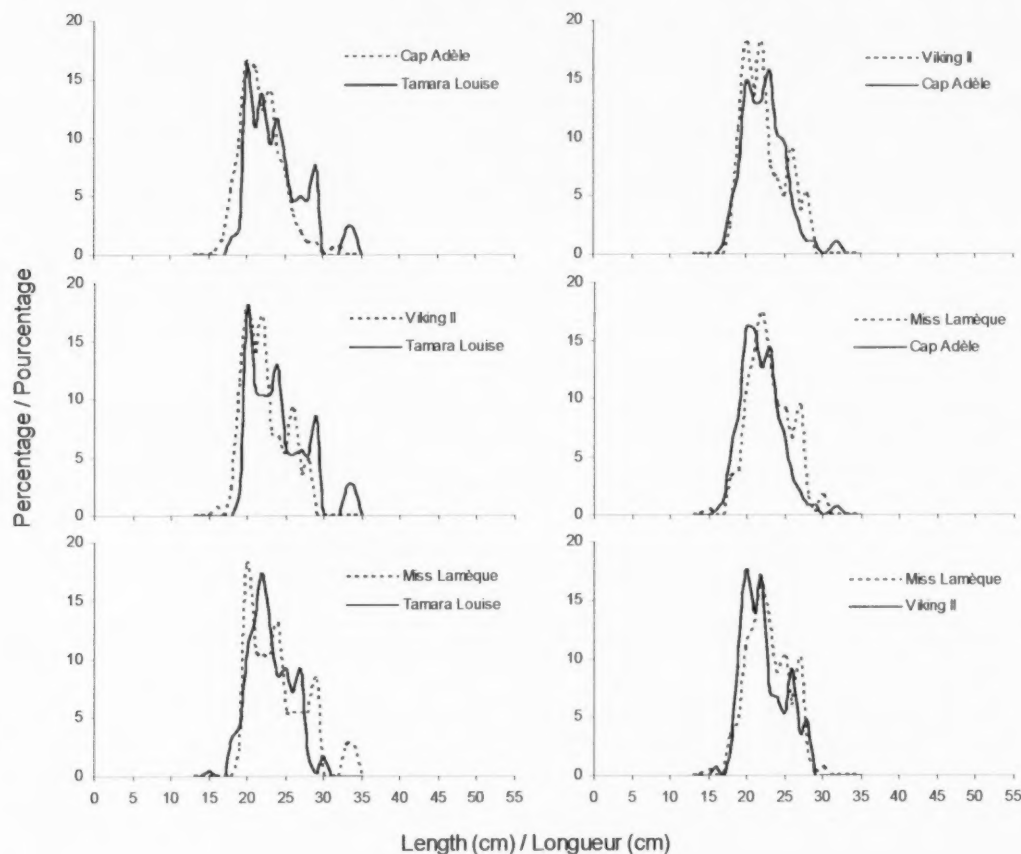 20
15
10
5
0
Cap Adèle
Tamara Louise
20
15
10
5
0
Viking II
Cap Adèle
Percentage / Pourcentage
20
15
10
5
0
Viking II
Tamara Louise
20
15
10
5
0
Miss Lamèque
Cap Adèle
20
15
10
5
0
Miss Lamèque
Tamara Louise
0 5 10 15 20 25 30 35 40 45 50 55
20
15
10
5
0
Miss Lamèque
Viking II
0 5 10 15 20 25 30 35 40 45 50 55
Length (cm) / Longueur (cm)